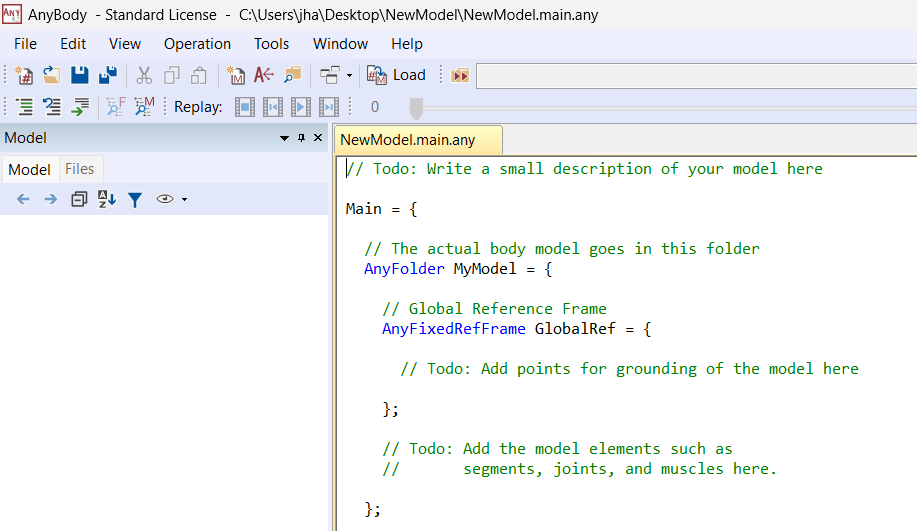 AnyBody - Standard License - C:\Users\jha\Desktop\NewModel\NewModel.main.any
File Edit View Operation Tools Window Help
Load
Replay: 0
Model
NewModel.main.any
Model Files
// Todo: Write a small description of your model here
Main = {
// The actual body model goes in this folder
AnyFolder MyModel = {
// Global Reference Frame
AnyFixedRefFrame GlobalRef = {
// Todo: Add points for grounding of the model here
};
// Todo: Add the model elements such as
// segments, joints, and muscles here.
};